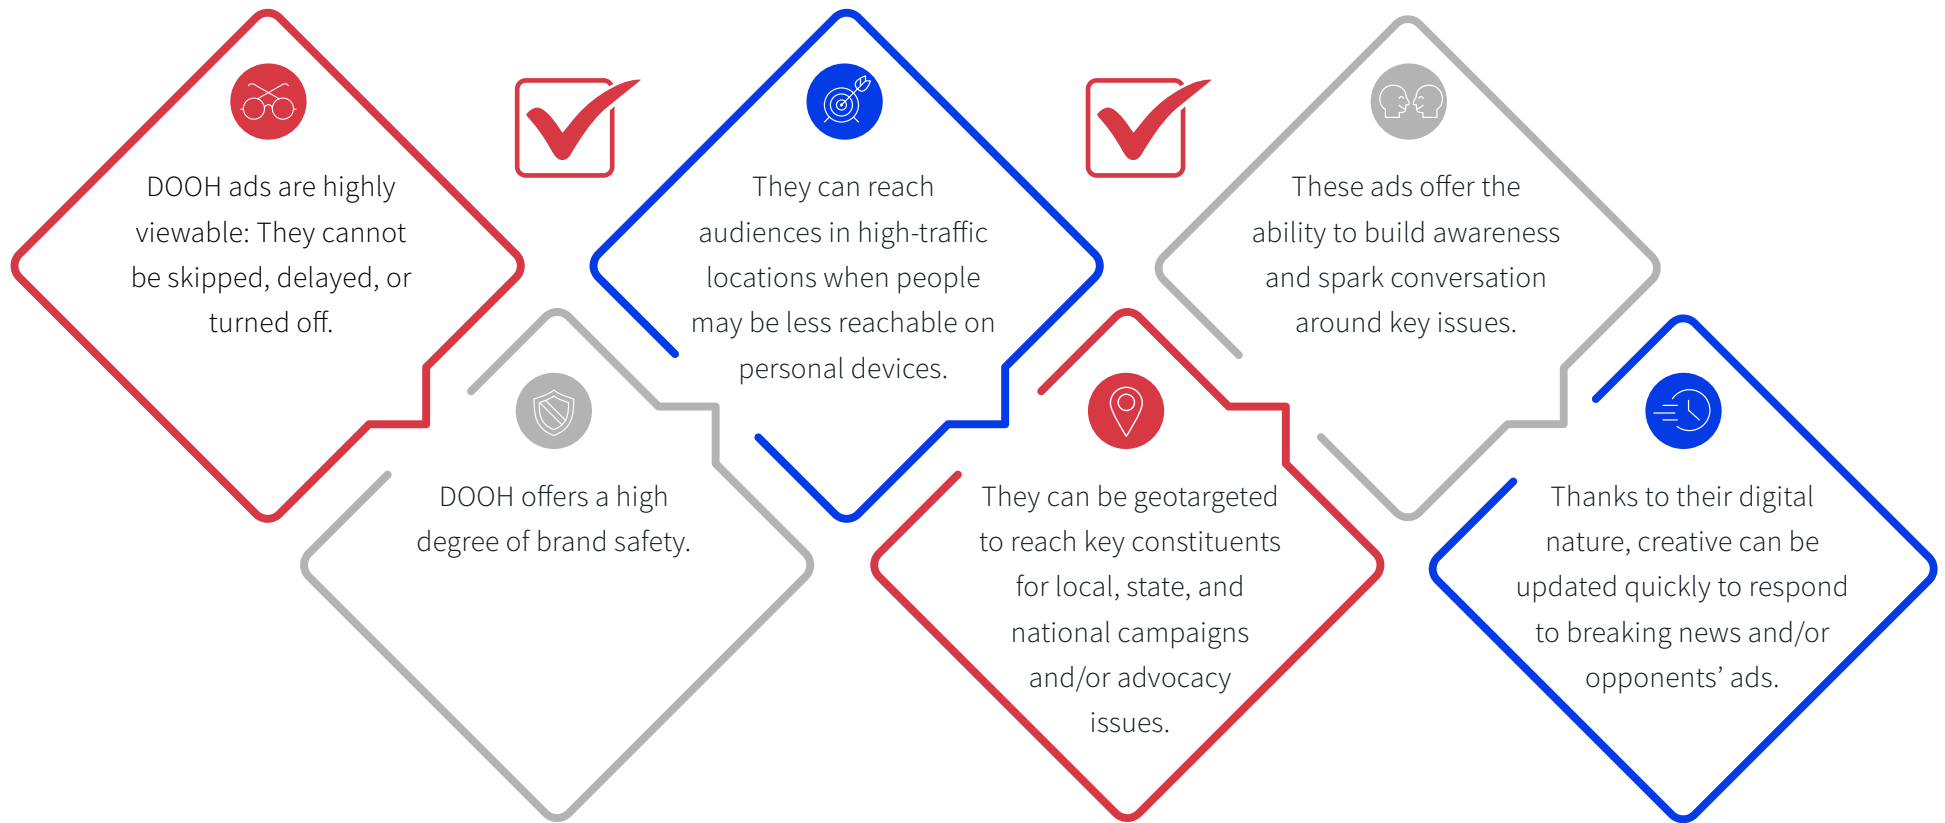 DOOH ads are highly
viewable: They cannot
be skipped, delayed, or
turned off.
DOOH offers a high
degree of brand safety.
They can reach
audiences in high-traffic
locations when people
may be less reachable on
personal devices.
They can be geotargeted
to reach key constituents
for local, state, and
national campaigns
and/or advocacy
issues.
These ads offer the
ability to build awareness
and spark conversation
around key issues.
Thanks to their digital
nature, creative can be
updated quickly to respond
to breaking news and/or
opponents’ ads.